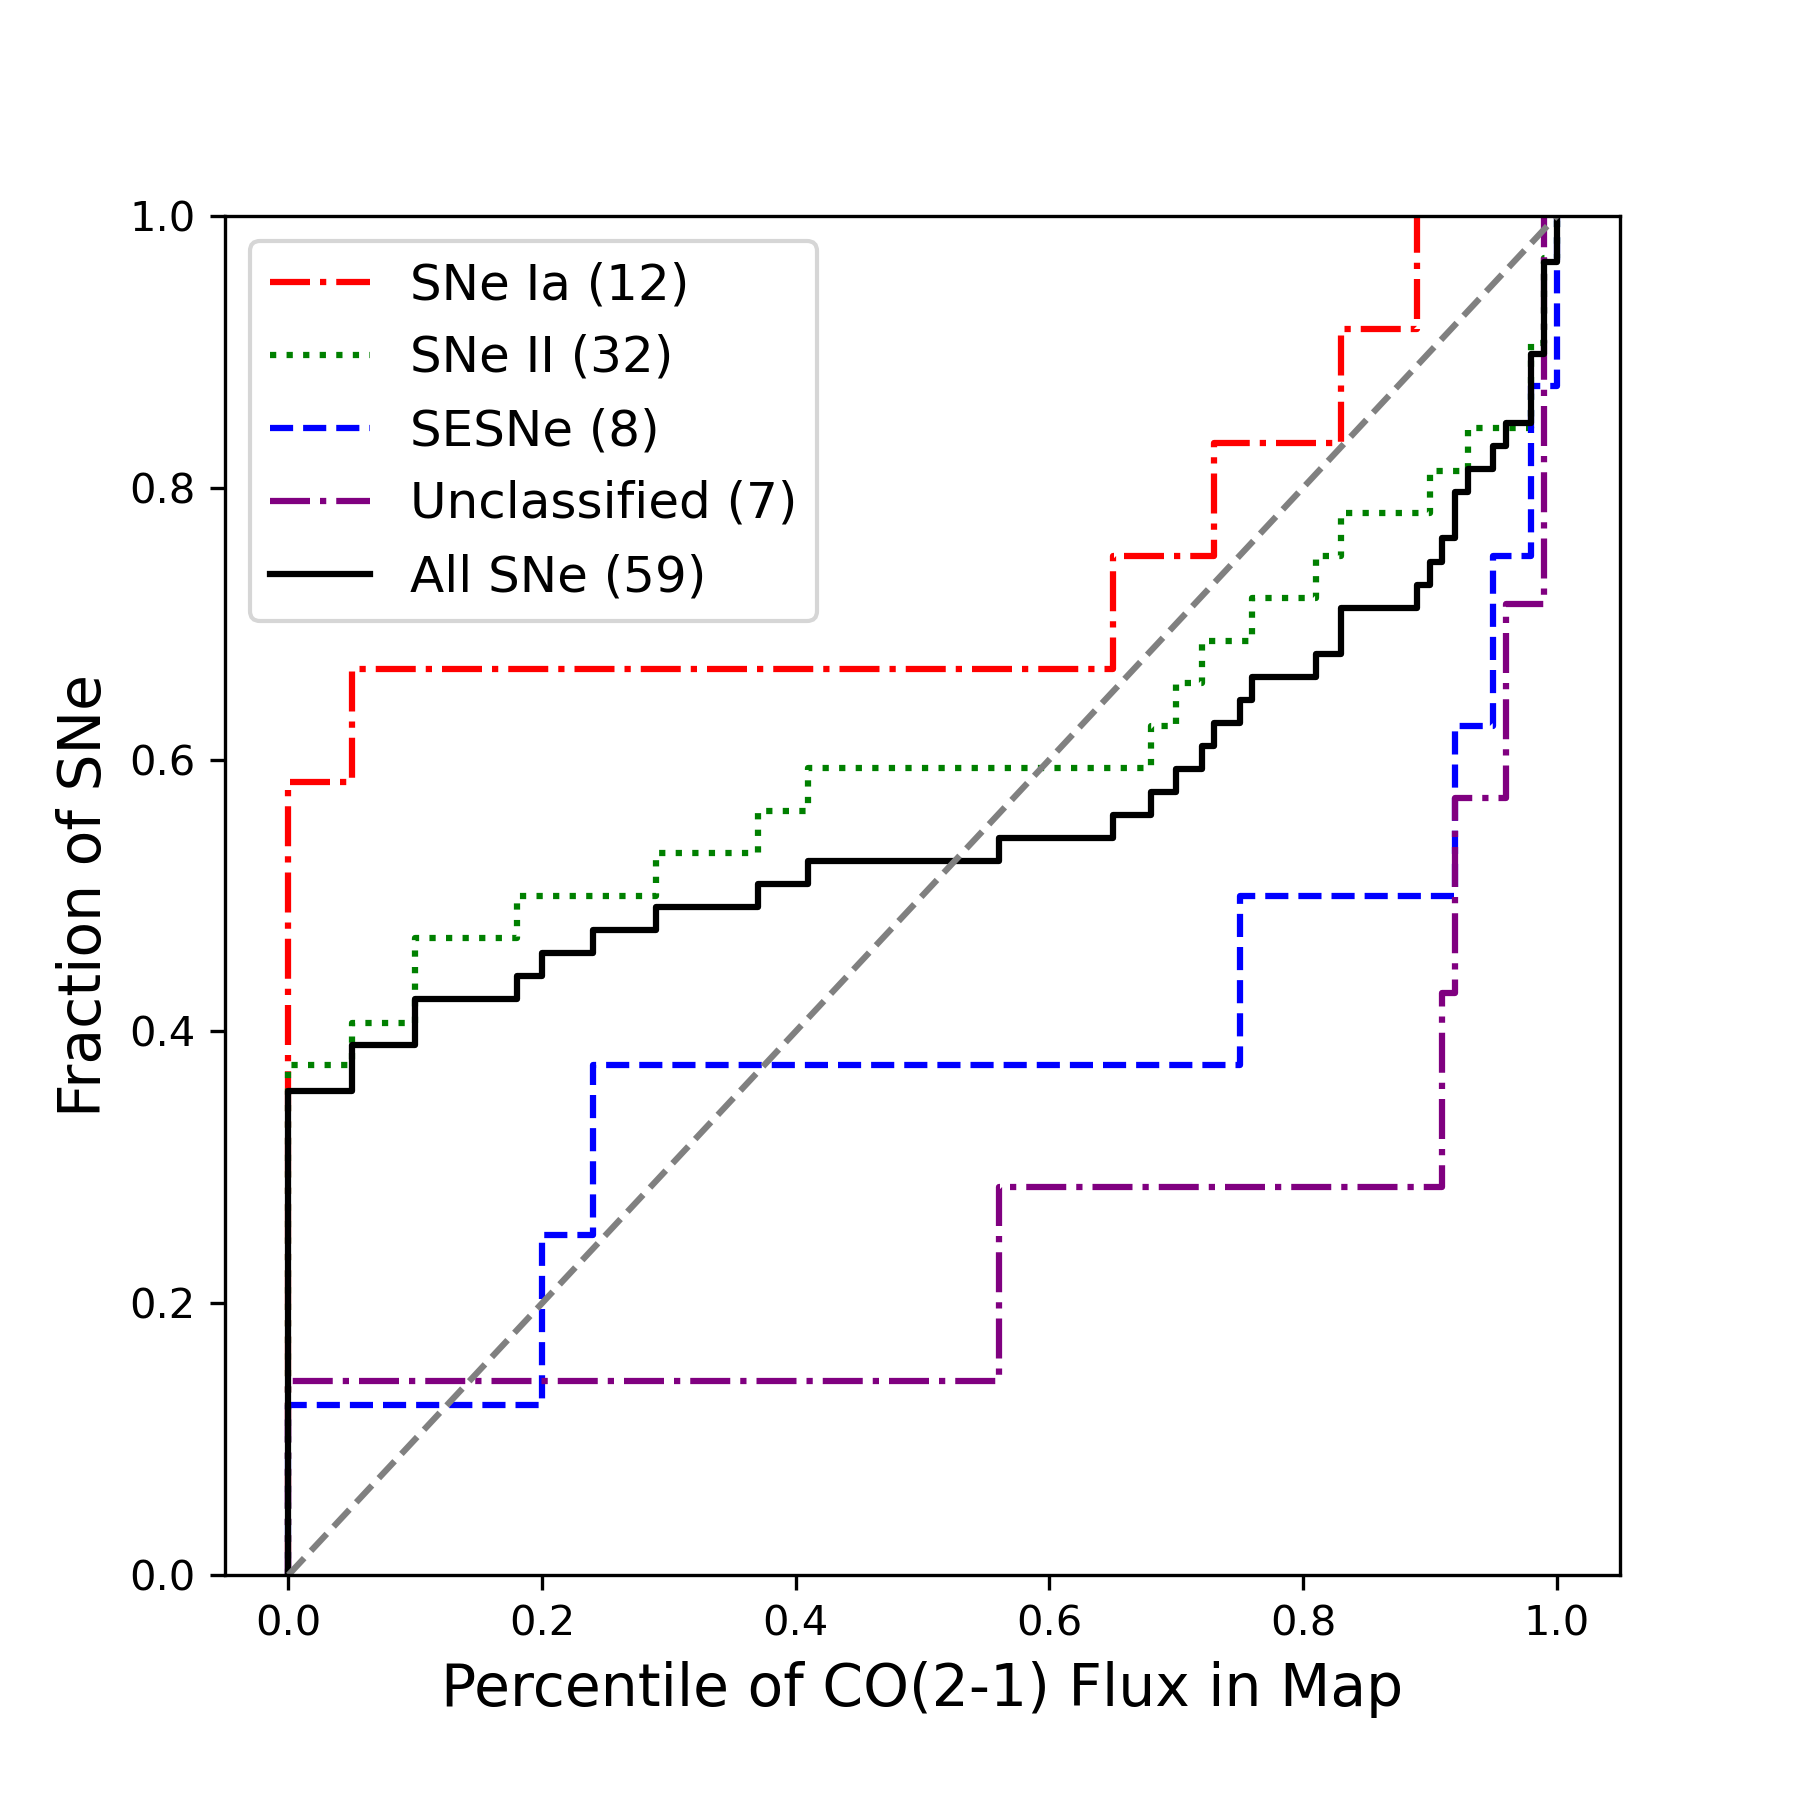 1.0
0.8
0.6
0.4
0.2
0.0
Fraction of SNe
SNe Ia (12)
SNe II (32)
SESNe (8)
Unclassified (7)
All SNe (59)
0.0 0.2 0.4 0.6 0.8 1.0
Percentile of CO(2-1) Flux in Map